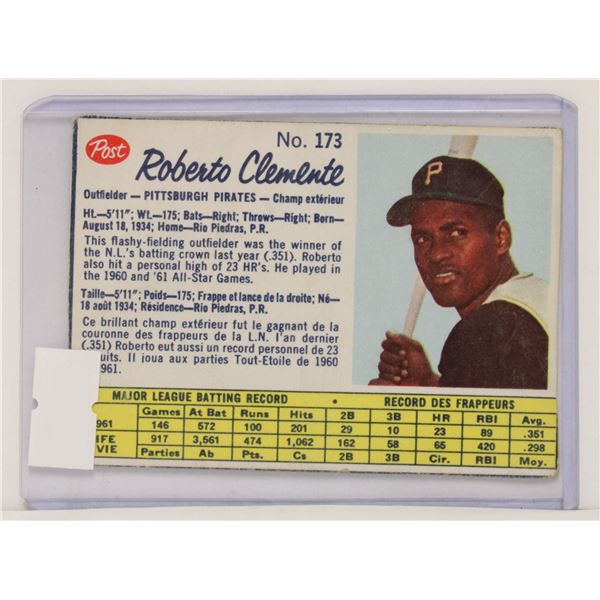 Post
No. 173
Roberto Clemente
Outfielder — PITTSBURGH PIRATES — Champ extérieur
Ht.—5'11"; Wt.—175; Bats—Right; Throws—Right; Born—
August 18, 1934; Home—Rio Piedras, P.R.
This flashy-fielding outfielder was the winner of
the N.L.'s batting crown last year (.351). Roberto
also hit a personal high of 23 HR's. He played in
the 1960 and '61 All-Star Games.
Taille—5'11"; Poids—175; Frappe et lance de la droite; Né—
18 août 1934; Résidence—Rio Piedras, P.R.
Ce brillant champ extérieur fut le gagnant de la
couronne des frappeurs de la L.N. l'an dernier
(.351) Roberto eut aussi un record personnel de 23
uits. Il joua aux parties Tout-Etoile de 1960
961.
MAJOR LEAGUE BATTING RECORD • RECORD DES FRAPPEURS
Games At Bat Runs Hits 2B 3B HR RBI Avg.
961 146 572 100 201 29 10 23 89 .351
IFE 917 3,561 474 1,062 162 58 65 420 .298
VIE Parties Ab Pts. Cs 2B 3B Cir. RBI Moy.
P